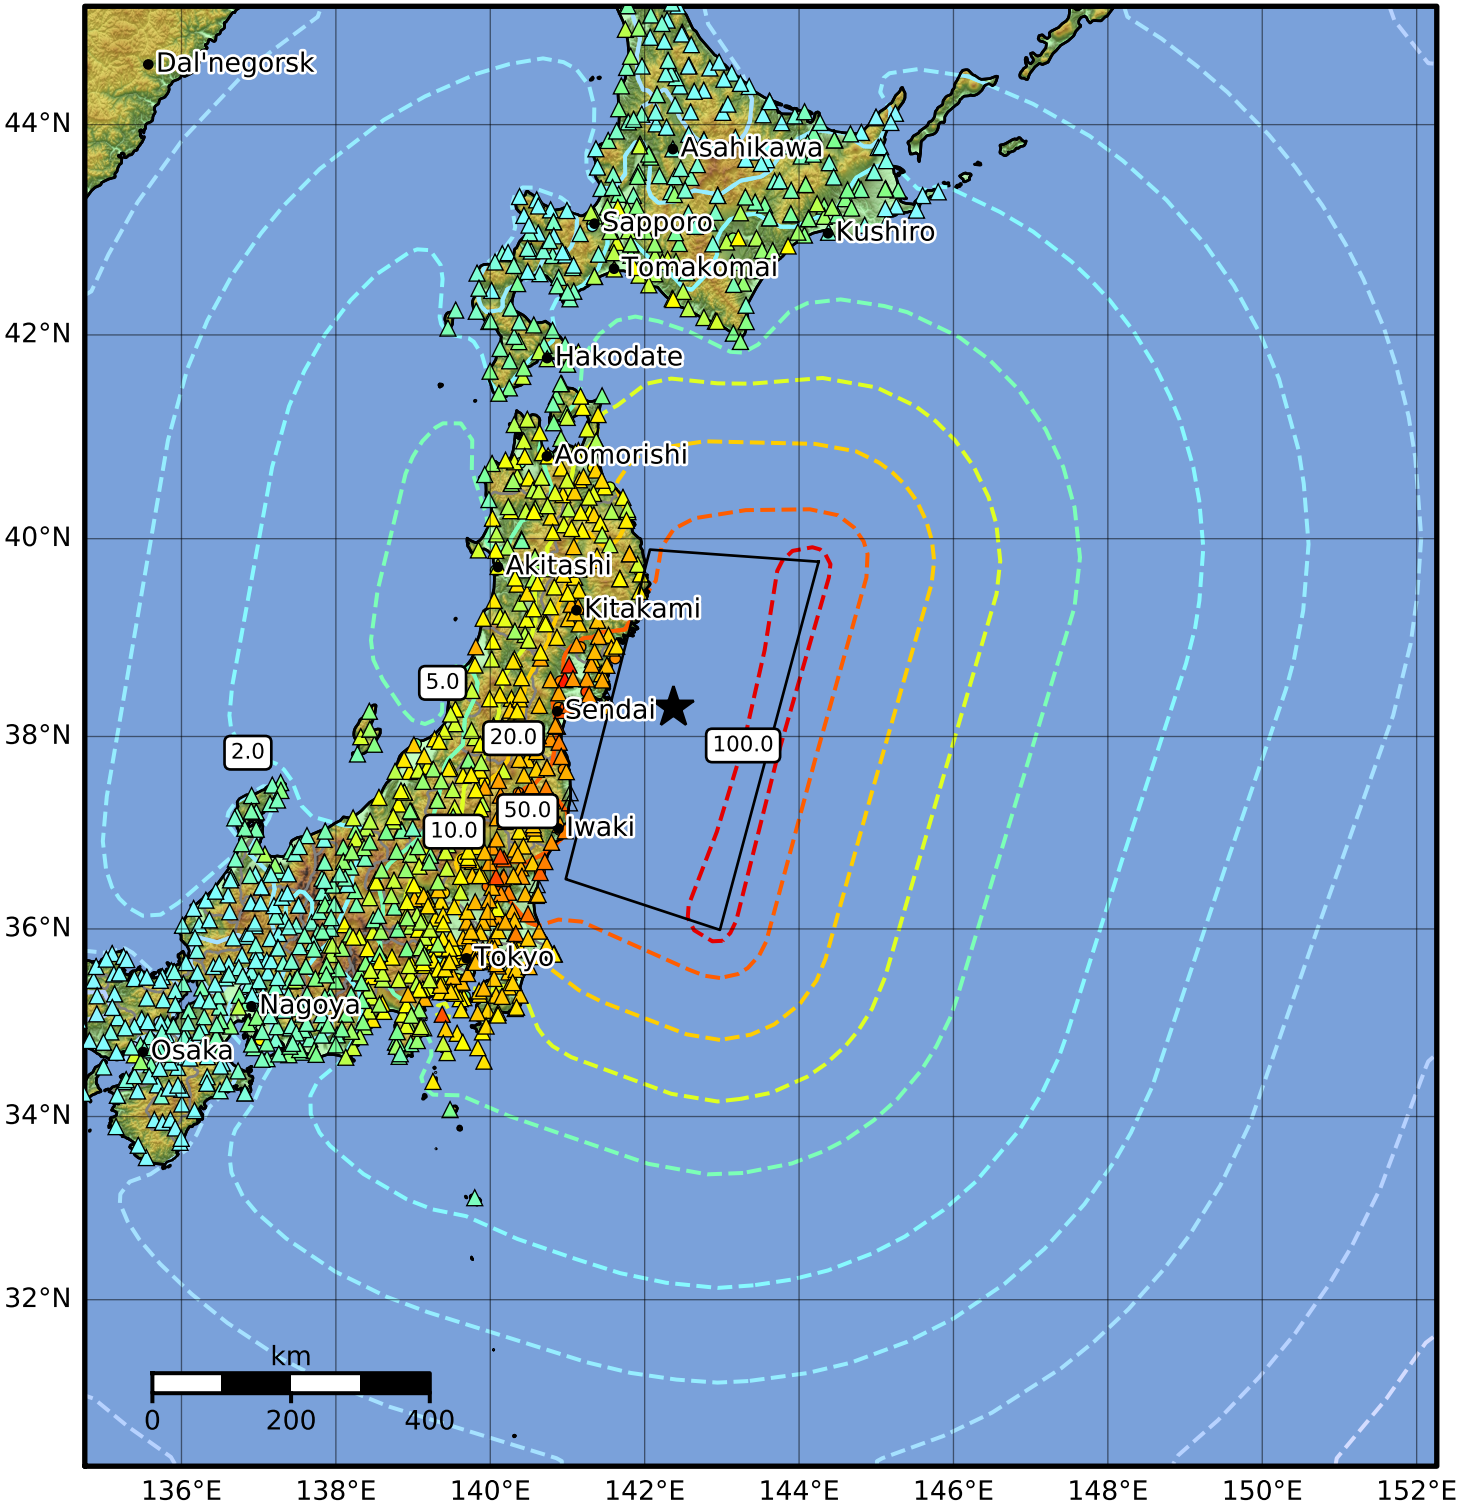 Dal'negorsk
44°N
Asahikawa
Sapporo
Kushiro
Tomakomai
42°N
Hakodate
Aomorishi
40°N
Akitashi
Kitakami
5.0
Sendai
38°N
20.0
100.0
2.0
50.0
10.0
Iwaki
36°N
Tokyo
Nagoya
Osaka
34°N
32°N
km
0 200 400
136°E 138°E 140°E 142°E 144°E 146°E 148°E 150°E 152°E